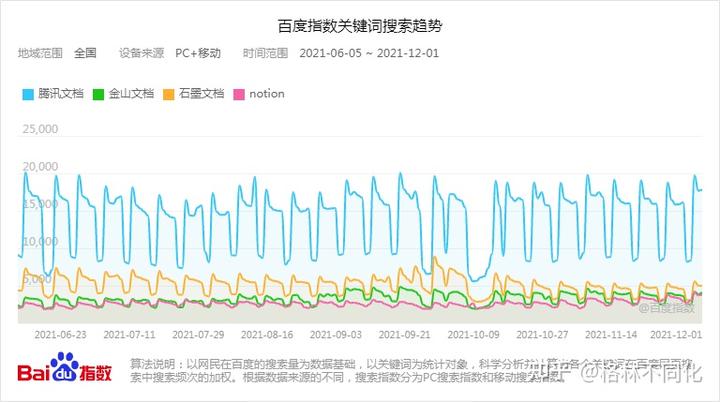 百度指数关键词搜索趋势
地域范围 全国 设备来源 PC+移动 时间范围 2021-06-05 ~ 2021-12-01
腾讯文档 金山文档 石墨文档 notion
25,000
20,000
15,000
10,000
5,000
@百度指数
2021-06-23 2021-07-11 2021-07-29 2021-08-16 2021-09-03 2021-09-21 2021-10-09 2021-10-27 2021-11-14 2021-12-01
Bai du 指数
算法说明：以网民在百度的搜索量为数据基础，以关键词为统计对象，科学分析并计算出各个关键词在百度网页搜
索中搜索频次的加权。根据数据来源的不同，搜索指数分为PC搜索指数和移动搜索指数。
知乎 @格林不同化